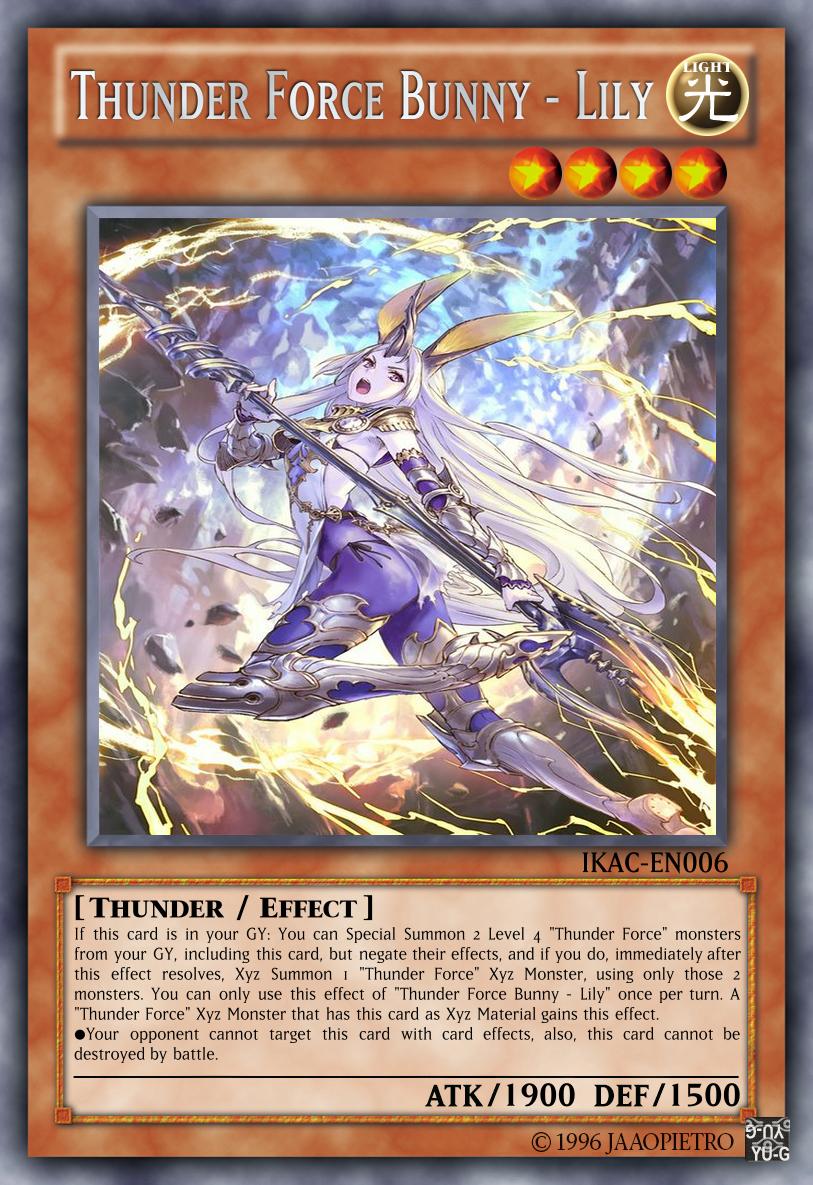 THUNDER FORCE BUNNY - LILY
LIGHT
光
IKAC-EN006
[ THUNDER / EFFECT ]
If this card is in your GY: You can Special Summon 2 Level 4 "Thunder Force" monsters
from your GY, including this card, but negate their effects, and if you do, immediately after
this effect resolves, Xyz Summon 1 "Thunder Force" Xyz Monster, using only those 2
monsters. You can only use this effect of "Thunder Force Bunny - Lily" once per turn. A
"Thunder Force" Xyz Monster that has this card as Xyz Material gains this effect.
●Your opponent cannot target this card with card effects, also, this card cannot be
destroyed by battle.
ATK/1900 DEF/1500
© 1996 JAAOPIETRO
YU-G